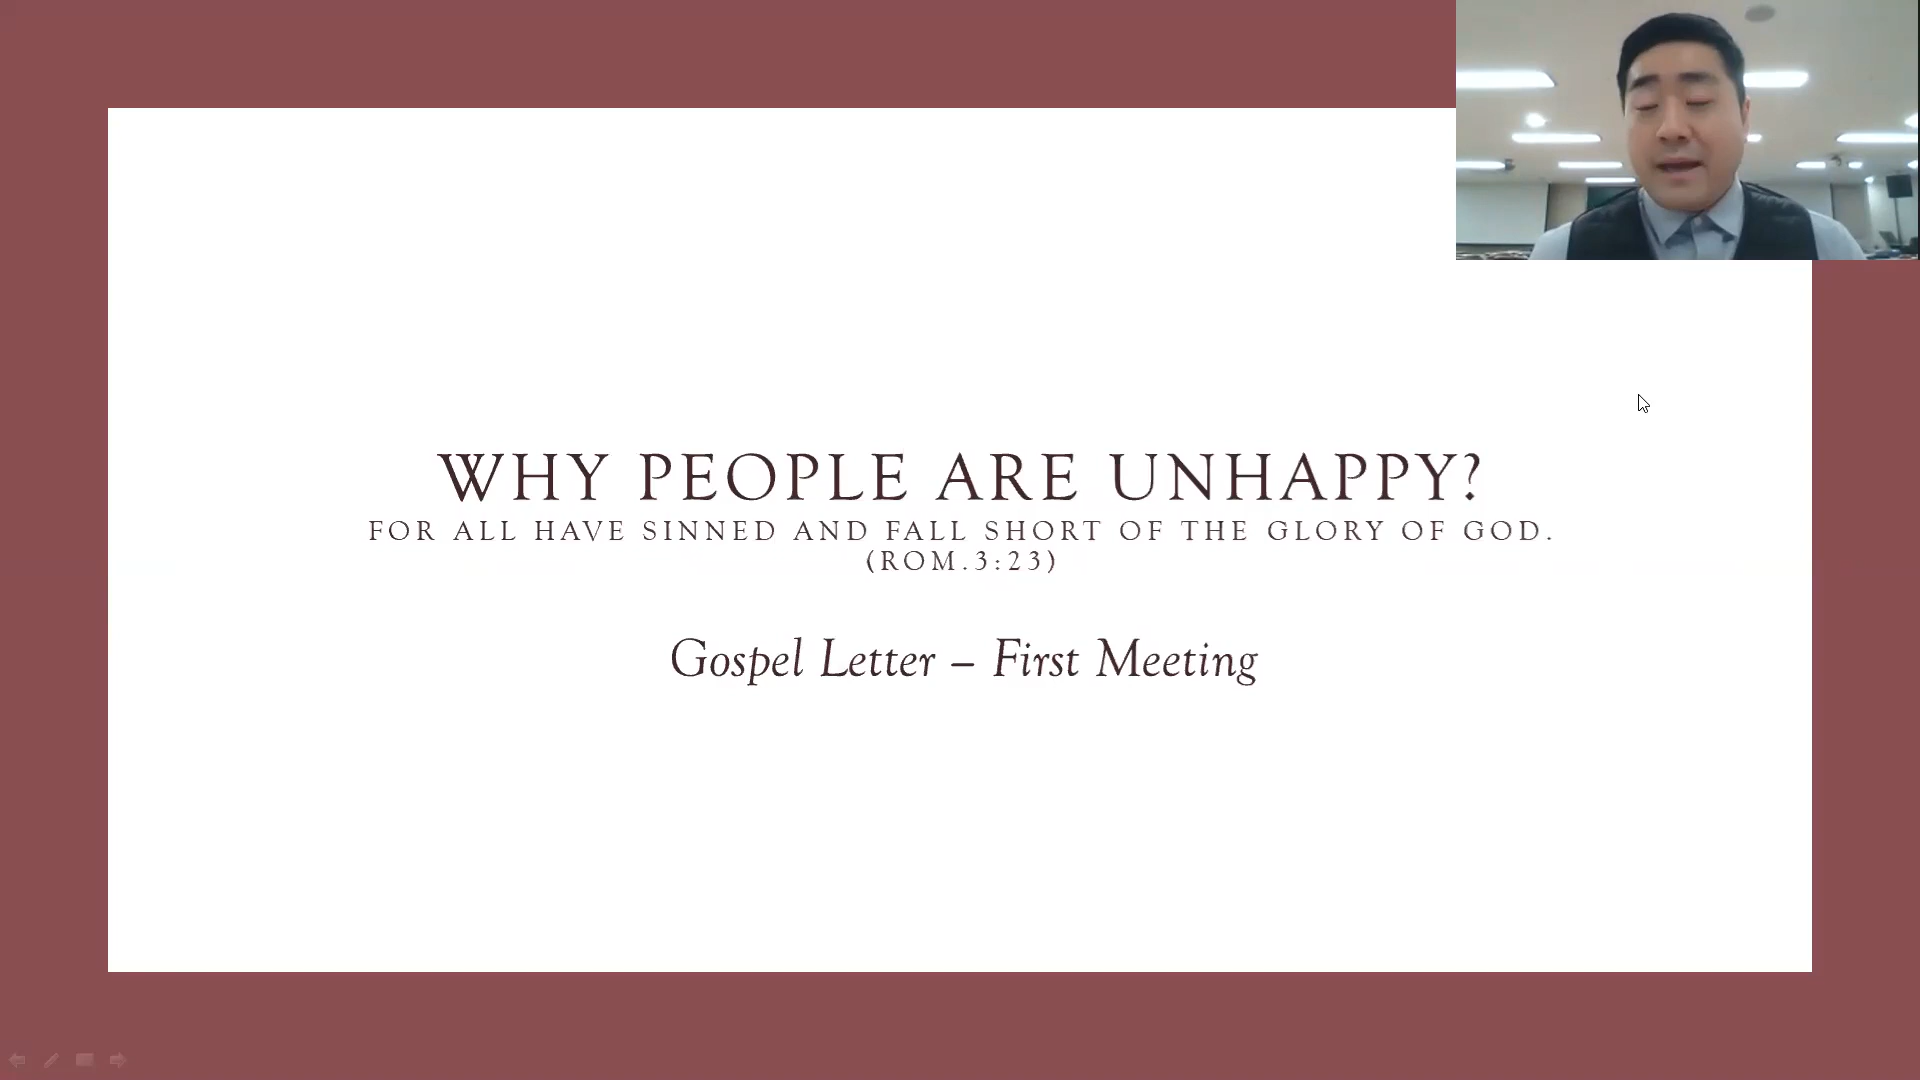 WHY PEOPLE ARE UNHAPPY?
FOR ALL HAVE SINNED AND FALL SHORT OF THE GLORY OF GOD.
(ROM.3:23)
Gospel Letter – First Meeting